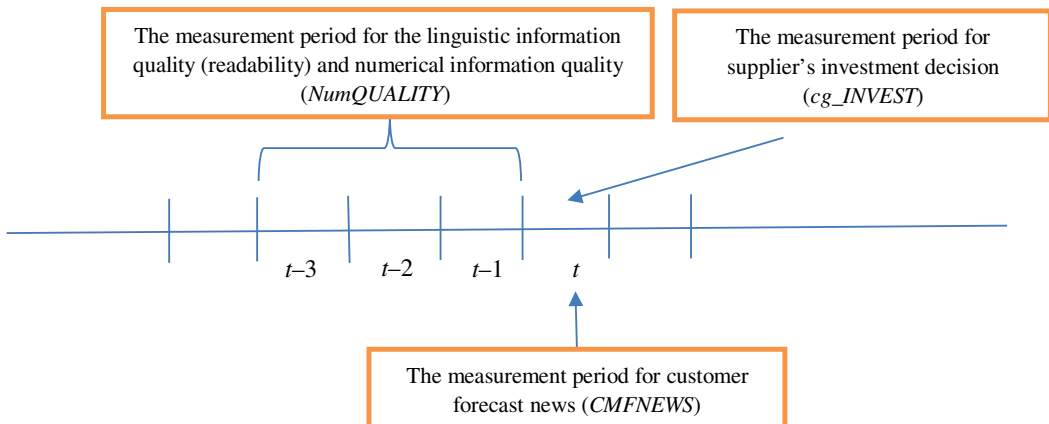 The measurement period for the linguistic information
quality (readability) and numerical information quality
(NumQUALITY)
The measurement period for
supplier’s investment decision
(cg_INVEST)
t–3 t–2 t–1 t
The measurement period for customer
forecast news (CMFNEWS)